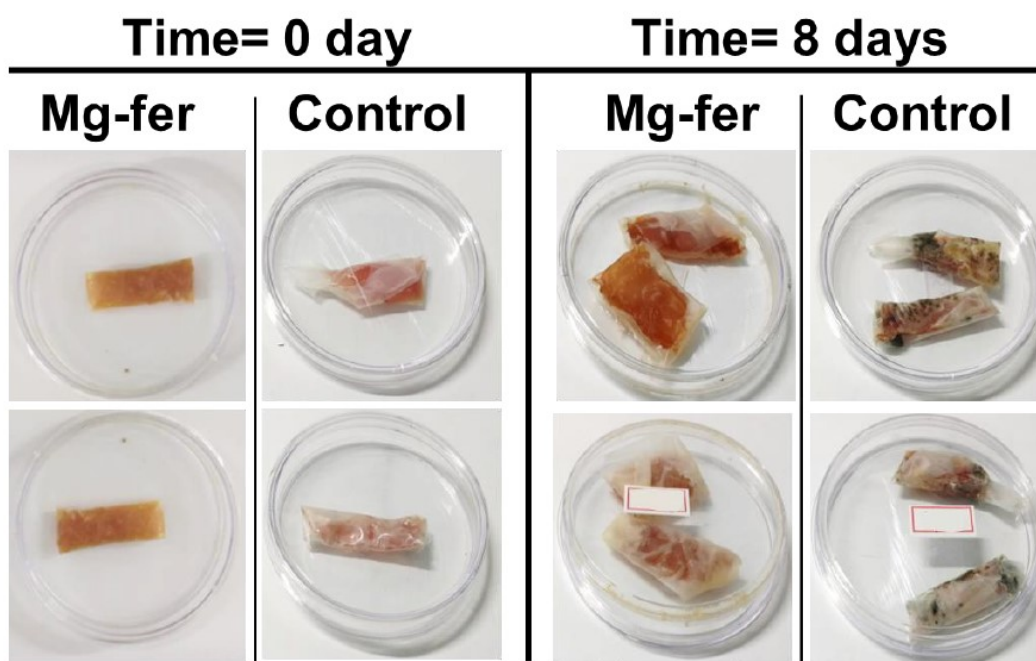 Time= 0 day Time= 8 days
Mg-fer Control Mg-fer Control